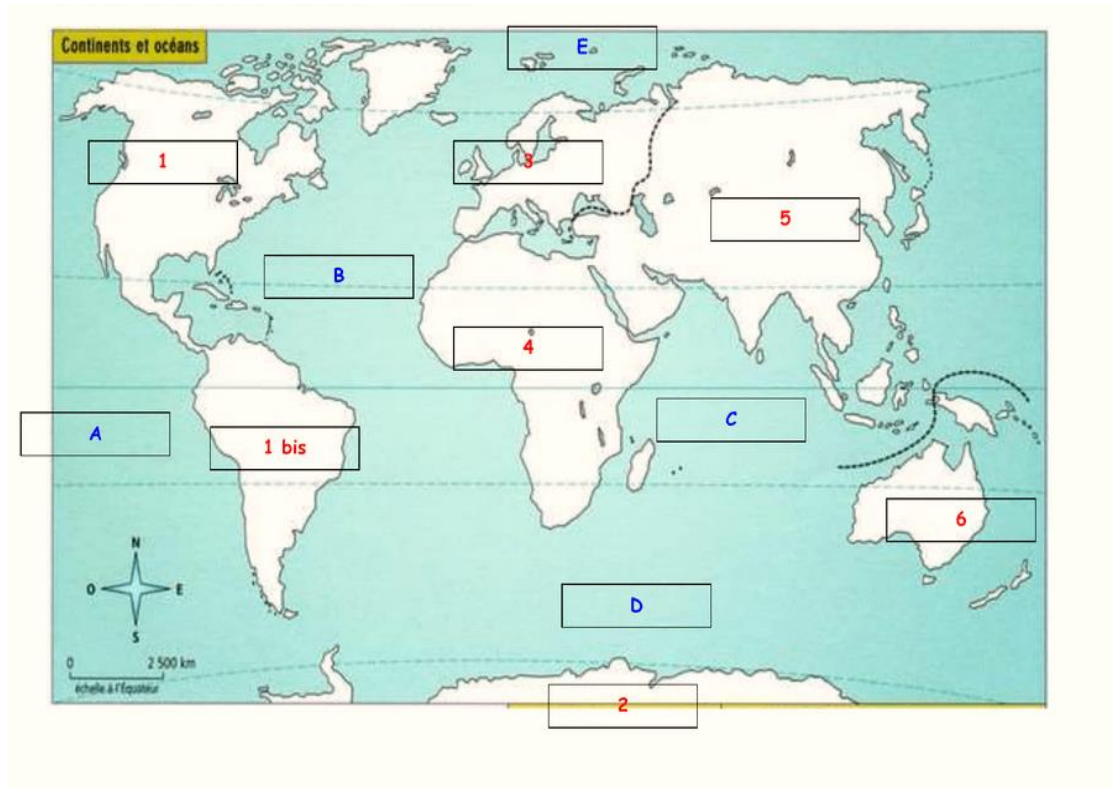 Continents et océans
E
1
3
5
B
4
A
C
1 bis
6
N
O
E
S
D
0
2 500 km
échelle à l'Équateur
2